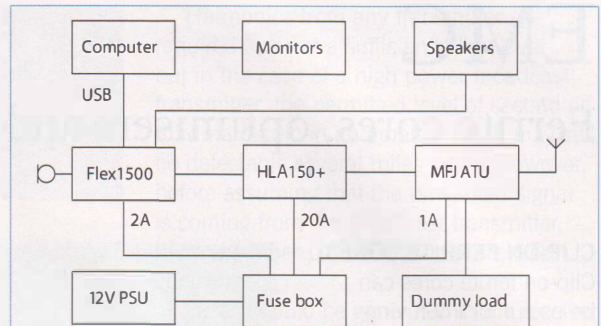 Computer
Monitors
Speakers
USB
Flex1500
HLA150+
MFJ ATU
2A
20A
1A
12V PSU
Fuse box
Dummy load